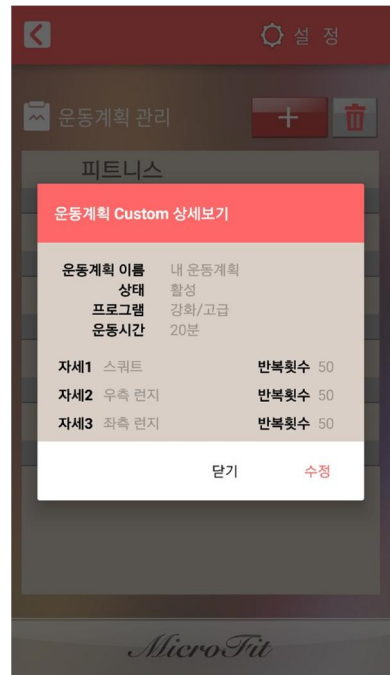 설 정
운동계획 관리
+
피트니스
운동계획 Custom 상세보기
운동계획 이름 내 운동계획
상태 활성
프로그램 강화/고급
운동시간 20분
자세1 스쿼트 반복횟수 50
자세2 우측 런지 반복횟수 50
자세3 좌측 런지 반복횟수 50
닫기 수정
MicroFit